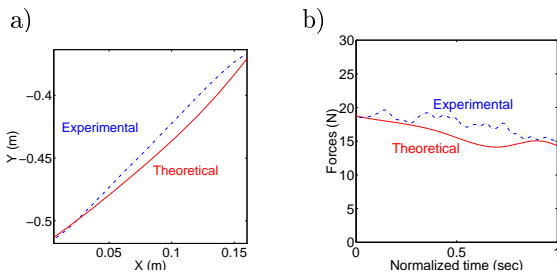 a)
Y (m)
-0.4
-0.45
-0.5
Experimental
Theoretical
0.05
0.1
0.15
X (m)
b)
Forces (N)
30
25
20
15
10
5
0
Experimental
Theoretical
0
0.5
1
Normalized time (sec)